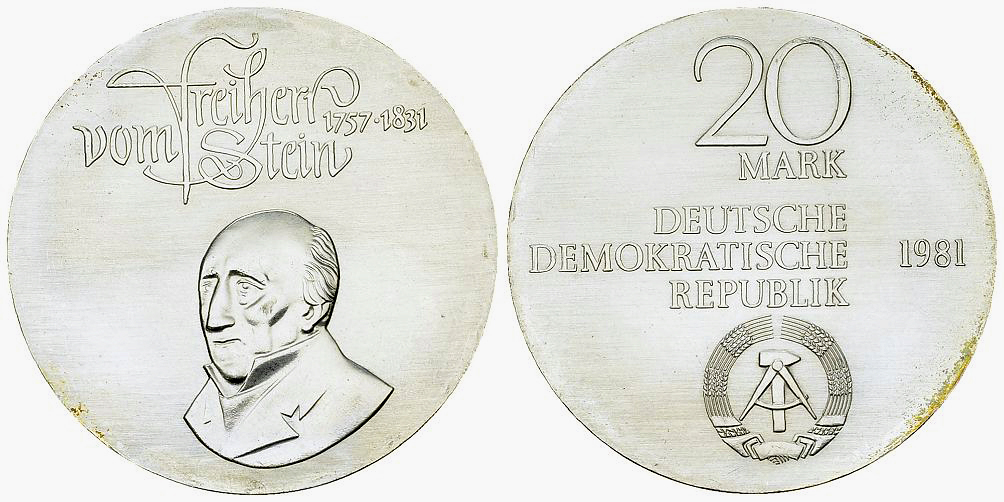 Freiherr
vom Stein 1757·1831
20
MARK
DEUTSCHE
DEMOKRATISCHE
REPUBLIK
1981